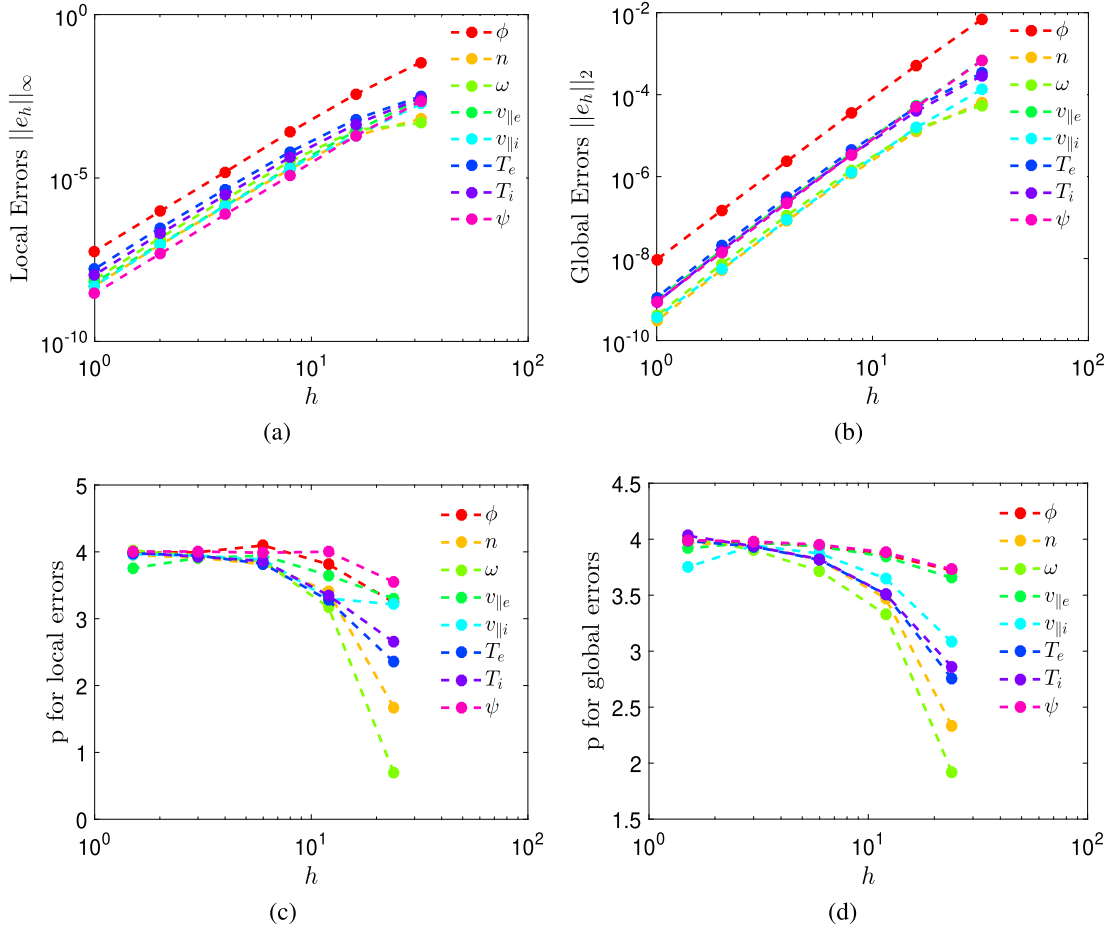 10^0
10^-5
10^-10
Local Errors ||e_h||_∞
10^0
10^1
10^2
h
ϕ
n
ω
v_∥e
v_∥i
T_e
T_i
ψ
(a)
10^-2
10^-4
10^-6
10^-8
10^-10
Global Errors ||e_h||_2
10^0
10^1
10^2
h
ϕ
n
ω
v_∥e
v_∥i
T_e
T_i
ψ
(b)
5
4
3
2
1
0
p for local errors
10^0
10^1
10^2
h
ϕ
n
ω
v_∥e
v_∥i
T_e
T_i
ψ
(c)
4.5
4
3.5
3
2.5
2
1.5
p for global errors
10^0
10^1
10^2
h
ϕ
n
ω
v_∥e
v_∥i
T_e
T_i
ψ
(d)